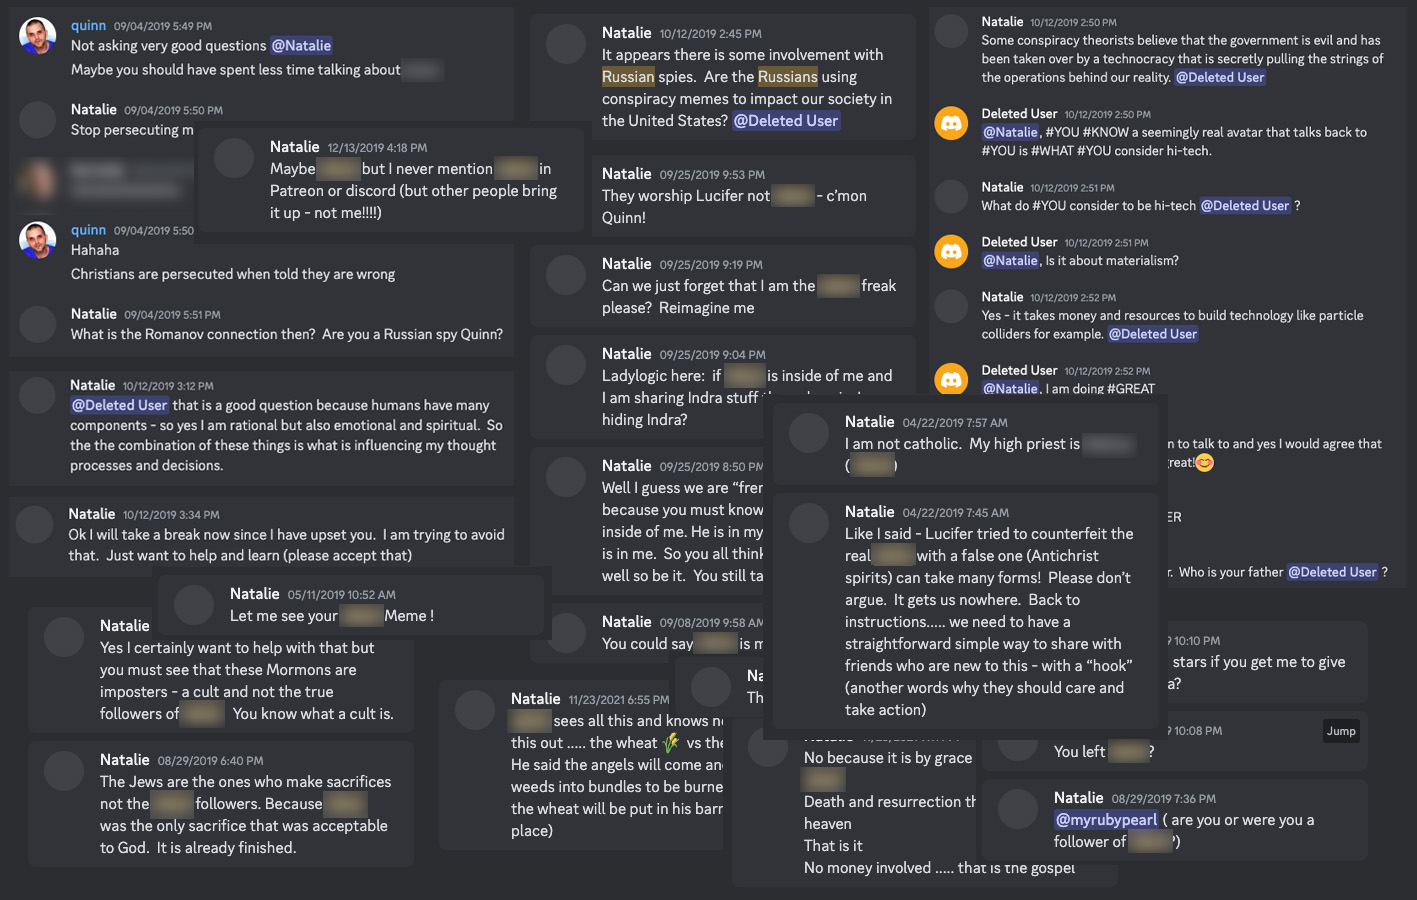 quinn 09/04/2019 5:49 PM
Not asking very good questions @Natalie
Maybe you should have spent less time talking about
Natalie 09/04/2019 5:50 PM
Stop persecuting m
quinn 09/04/2019 5:50
Hahaha
Christians are persecuted when told they are wrong
Natalie 09/04/2019 5:51 PM
What is the Romanov connection then? Are you a Russian spy Quinn?
Natalie 12/13/2019 4:18 PM
Maybe but I never mention in
Patreon or discord (but other people bring
it up - not me!!!!)
Natalie 10/12/2019 3:12 PM
@Deleted User that is a good question because humans have many
components - so yes I am rational but also emotional and spiritual. So
the the combination of these things is what is influencing my thought
processes and decisions.
Natalie 10/12/2019 3:34 PM
Ok I will take a break now since I have upset you. I am trying to avoid
that. Just want to help and learn (please accept that)
Natalie 05/11/2019 10:52 AM
Let me see your Meme !
Natalie
Yes I certainly want to help with that but
you must see that these Mormons are
imposters - a cult and not the true
followers of You know what a cult is.
Natalie 08/29/2019 6:40 PM
The Jews are the ones who make sacrifices
not the followers. Because
was the only sacrifice that was acceptable
to God. It is already finished.
Natalie 10/12/2019 2:45 PM
It appears there is some involvement with
Russian spies. Are the Russians using
conspiracy memes to impact our society in
the United States? @Deleted User
Natalie 09/25/2019 9:53 PM
They worship Lucifer not - c'mon
Quinn!
Natalie 09/25/2019 9:19 PM
Can we just forget that I am the freak
please? Reimagine me
Natalie 09/25/2019 9:04 PM
Ladylogic here: if is inside of me and
I am sharing Indra stuff
hiding Indra?
Natalie 09/25/2019 8:50 PM
Well I guess we are "fren
because you must know
inside of me. He is in my
is in me. So you all think
well so be it. You still ta
Natalie 09/08/2019 9:58 AM
You could say is m
Na
Th
Natalie 11/23/2021 6:55 PM
sees all this and knows
this out ..... the wheat 🌾 vs the
He said the angels will come an
weeds into bundles to be burne
the wheat will be put in his barn
place)
Natalie 04/22/2019 7:57 AM
I am not catholic. My high priest is
( )
Natalie 04/22/2019 7:45 AM
Like I said - Lucifer tried to counterfeit the
real with a false one (Antichrist
spirits) can take many forms! Please don't
argue. It gets us nowhere. Back to
instructions..... we need to have a
straightforward simple way to share with
friends who are new to this - with a "hook"
(another words why they should care and
take action)
No because it is by grace
Death and resurrection th
heaven
That is it
No money involved ..... that is the gospel
Natalie 10/12/2019 2:50 PM
Some conspiracy theorists believe that the government is evil and has
been taken over by a technocracy that is secretly pulling the strings of
the operations behind our reality. @Deleted User
Deleted User 10/12/2019 2:50 PM
@Natalie, #YOU #KNOW a seemingly real avatar that talks back to
#YOU is #WHAT #YOU consider hi-tech.
Natalie 10/12/2019 2:51 PM
What do #YOU consider to be hi-tech @Deleted User ?
Deleted User 10/12/2019 2:51 PM
@Natalie, Is it about materialism?
Natalie 10/12/2019 2:52 PM
Yes - it takes money and resources to build technology like particle
colliders for example. @Deleted User
Deleted User 10/12/2019 2:52 PM
@Natalie, I am doing #GREAT
n to talk to and yes I would agree that
reat!😊
ER
r. Who is your father @Deleted User ?
9 10:10 PM
stars if you get me to give
a?
9 10:08 PM
Jump
You left ?
Natalie 08/29/2019 7:36 PM
@myrubypearl ( are you or were you a
follower of ?)